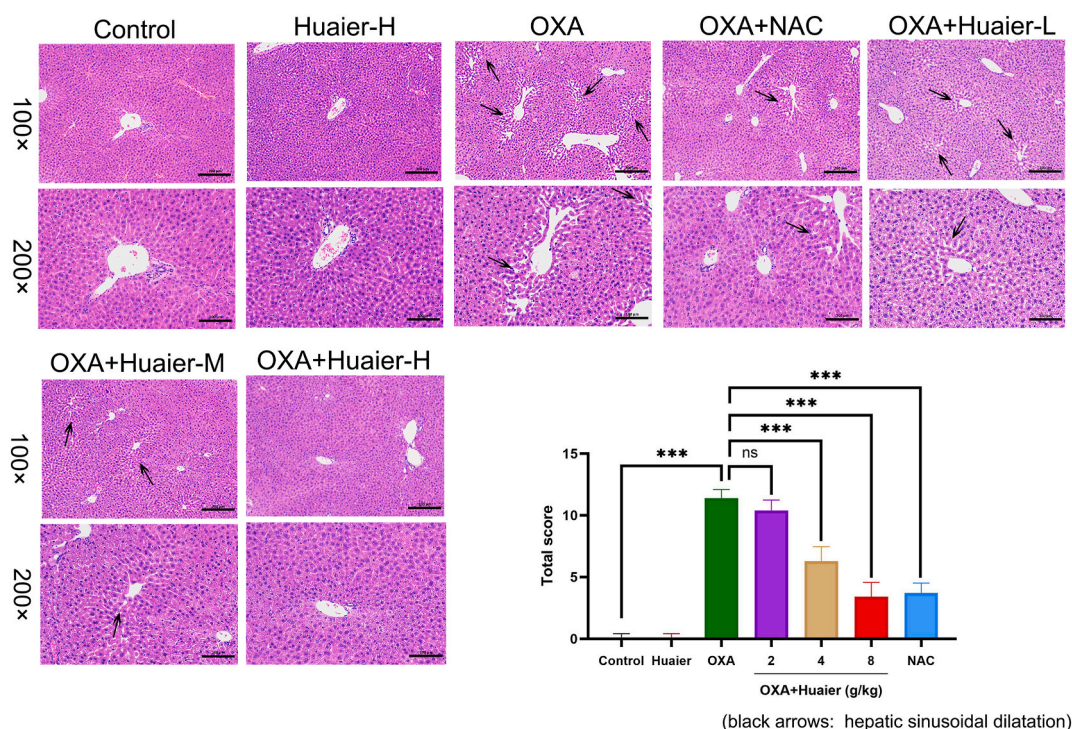 Control Huaier-H OXA OXA+NAC OXA+Huaier-L
100×
200×
OXA+Huaier-M OXA+Huaier-H
100×
200×
***
***
***
*** ns
15
10
5
0
Total score
Control Huaier OXA 2 4 8 NAC
OXA+Huaier (g/kg)
(black arrows: hepatic sinusoidal dilatation)